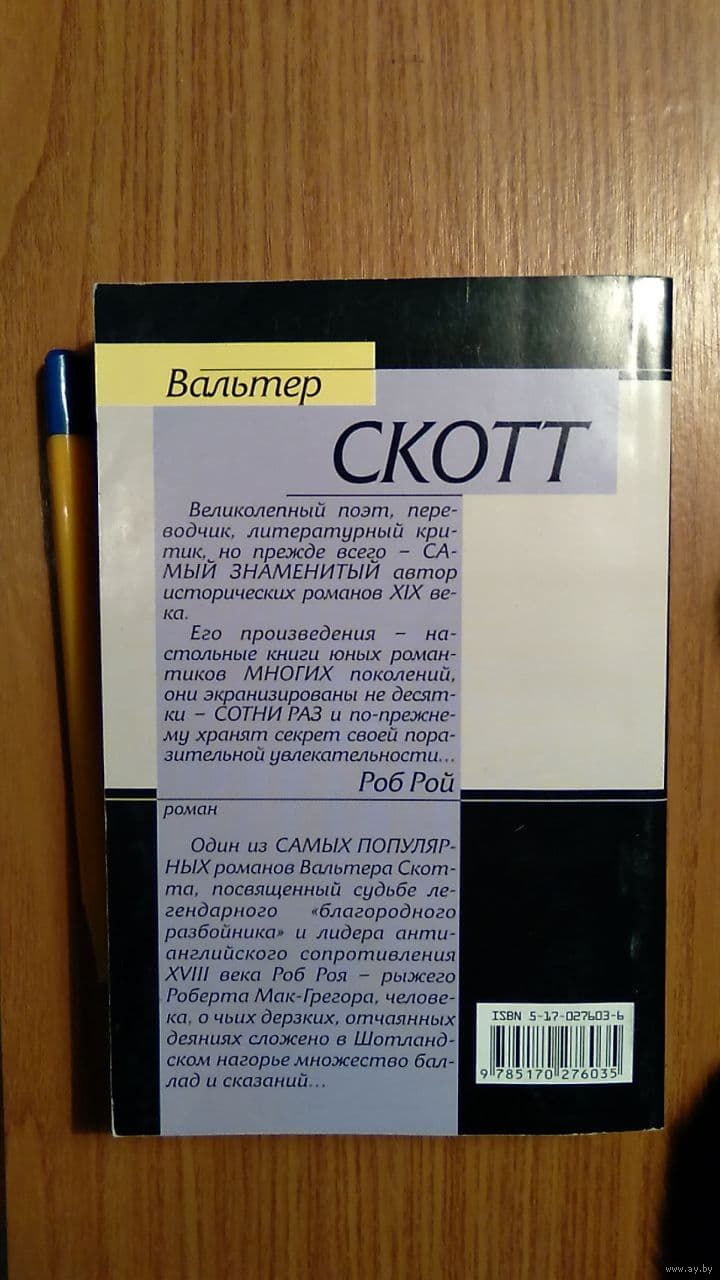 Вальтер
СКОТТ
Великолепный поэт, пере-
водчик, литературный кри-
тик, но прежде всего – СА-
МЫЙ ЗНАМЕНИТЫЙ автор
исторических романов XIX ве-
ка.
Его произведения – на-
стольные книги юных роман-
тиков МНОГИХ поколений,
они экранизированы не десят-
ки – СОТНИ РАЗ и по-прежне-
му хранят секрет своей пора-
зительной увлекательности...
Роб Рой
роман
Один из САМЫХ ПОПУЛЯР-
НЫХ романов Вальтера Скот-
та, посвященный судьбе ле-
гендарного «благородного
разбойника» и лидера анти-
английского сопротивления
XVIII века Роб Роя – рыжего
Роберта Мак-Грегора, челове-
ка, о чьих дерзких, отчаянных
деяниях сложено в Шотланд-
ском нагорье множество бал-
лад и сказаний...
ISBN 5-17-027603-6
9 785170 276035
www.ay.by